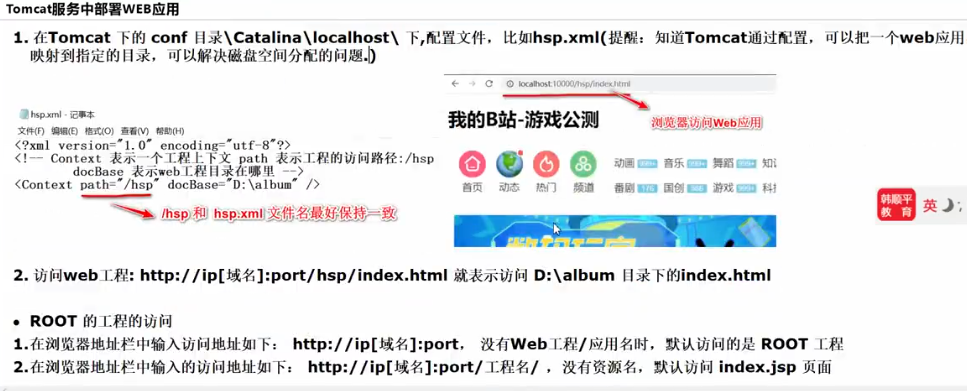 Tomcat服务中部署WEB应用
1. 在Tomcat 下的 conf 目录\Catalina\localhost\ 下,配置文件，比如hsp.xml(提醒：知道Tomcat通过配置，可以把一个web应用
映射到指定的目录，可以解决磁盘空间分配的问题.)
hsp.xml - 记事本
文件(F) 编辑(E) 格式(O) 查看(V) 帮助(H)
<?xml version="1.0" encoding="utf-8"?>
<!-- Context 表示一个工程上下文 path 表示工程的访问路径:/hsp
docBase 表示web工程目录在哪里 -->
<Context path="/hsp" docBase="D:\album" />
/hsp 和 hsp.xml 文件名最好保持一致
localhost:10000/hsp/index.html
浏览器访问Web应用
我的B站-游戏公测
首页 动态 热门 频道
动画 999+ 音乐 999+ 舞蹈 999+ 知
番剧 176 国创 988 游戏 999+ 科
韩顺平
教 育
英
2. 访问web工程: http://ip[域名]:port/hsp/index.html 就表示访问 D:\album 目录下的index.html
• ROOT 的工程的访问
1.在浏览器地址栏中输入访问地址如下： http://ip[域名]:port， 没有Web工程/应用名时，默认访问的是 ROOT 工程
2.在浏览器地址栏中输入的访问地址如下： http://ip[域名]:port/工程名/ ，没有资源名，默认访问 index.jsp 页面